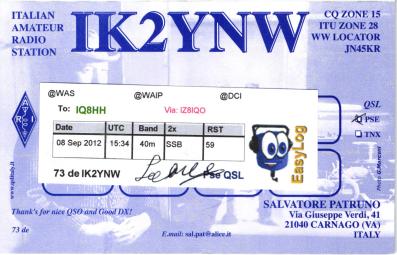 ITALIAN
AMATEUR
RADIO
STATION
IK2YNW
CQ ZONE 15
ITU ZONE 28
WW LOCATOR
JN45KR
@WAS @WAIP @DCI
To: IQ8HH Via: IZ8IQO
Date UTC Band 2x RST
08 Sep 2012 15:34 40m SSB 59
73 de IK2YNW Pse QSL
EasyLog
QSL
PSE
TNX
ARI
Photo G.Marconi
Thank's for nice QSO and Good DX!
73 de
E.mail: sal.pat@alice.it
SALVATORE PATRUNO
Via Giuseppe Verdi, 41
21040 CARNAGO (VA)
ITALY